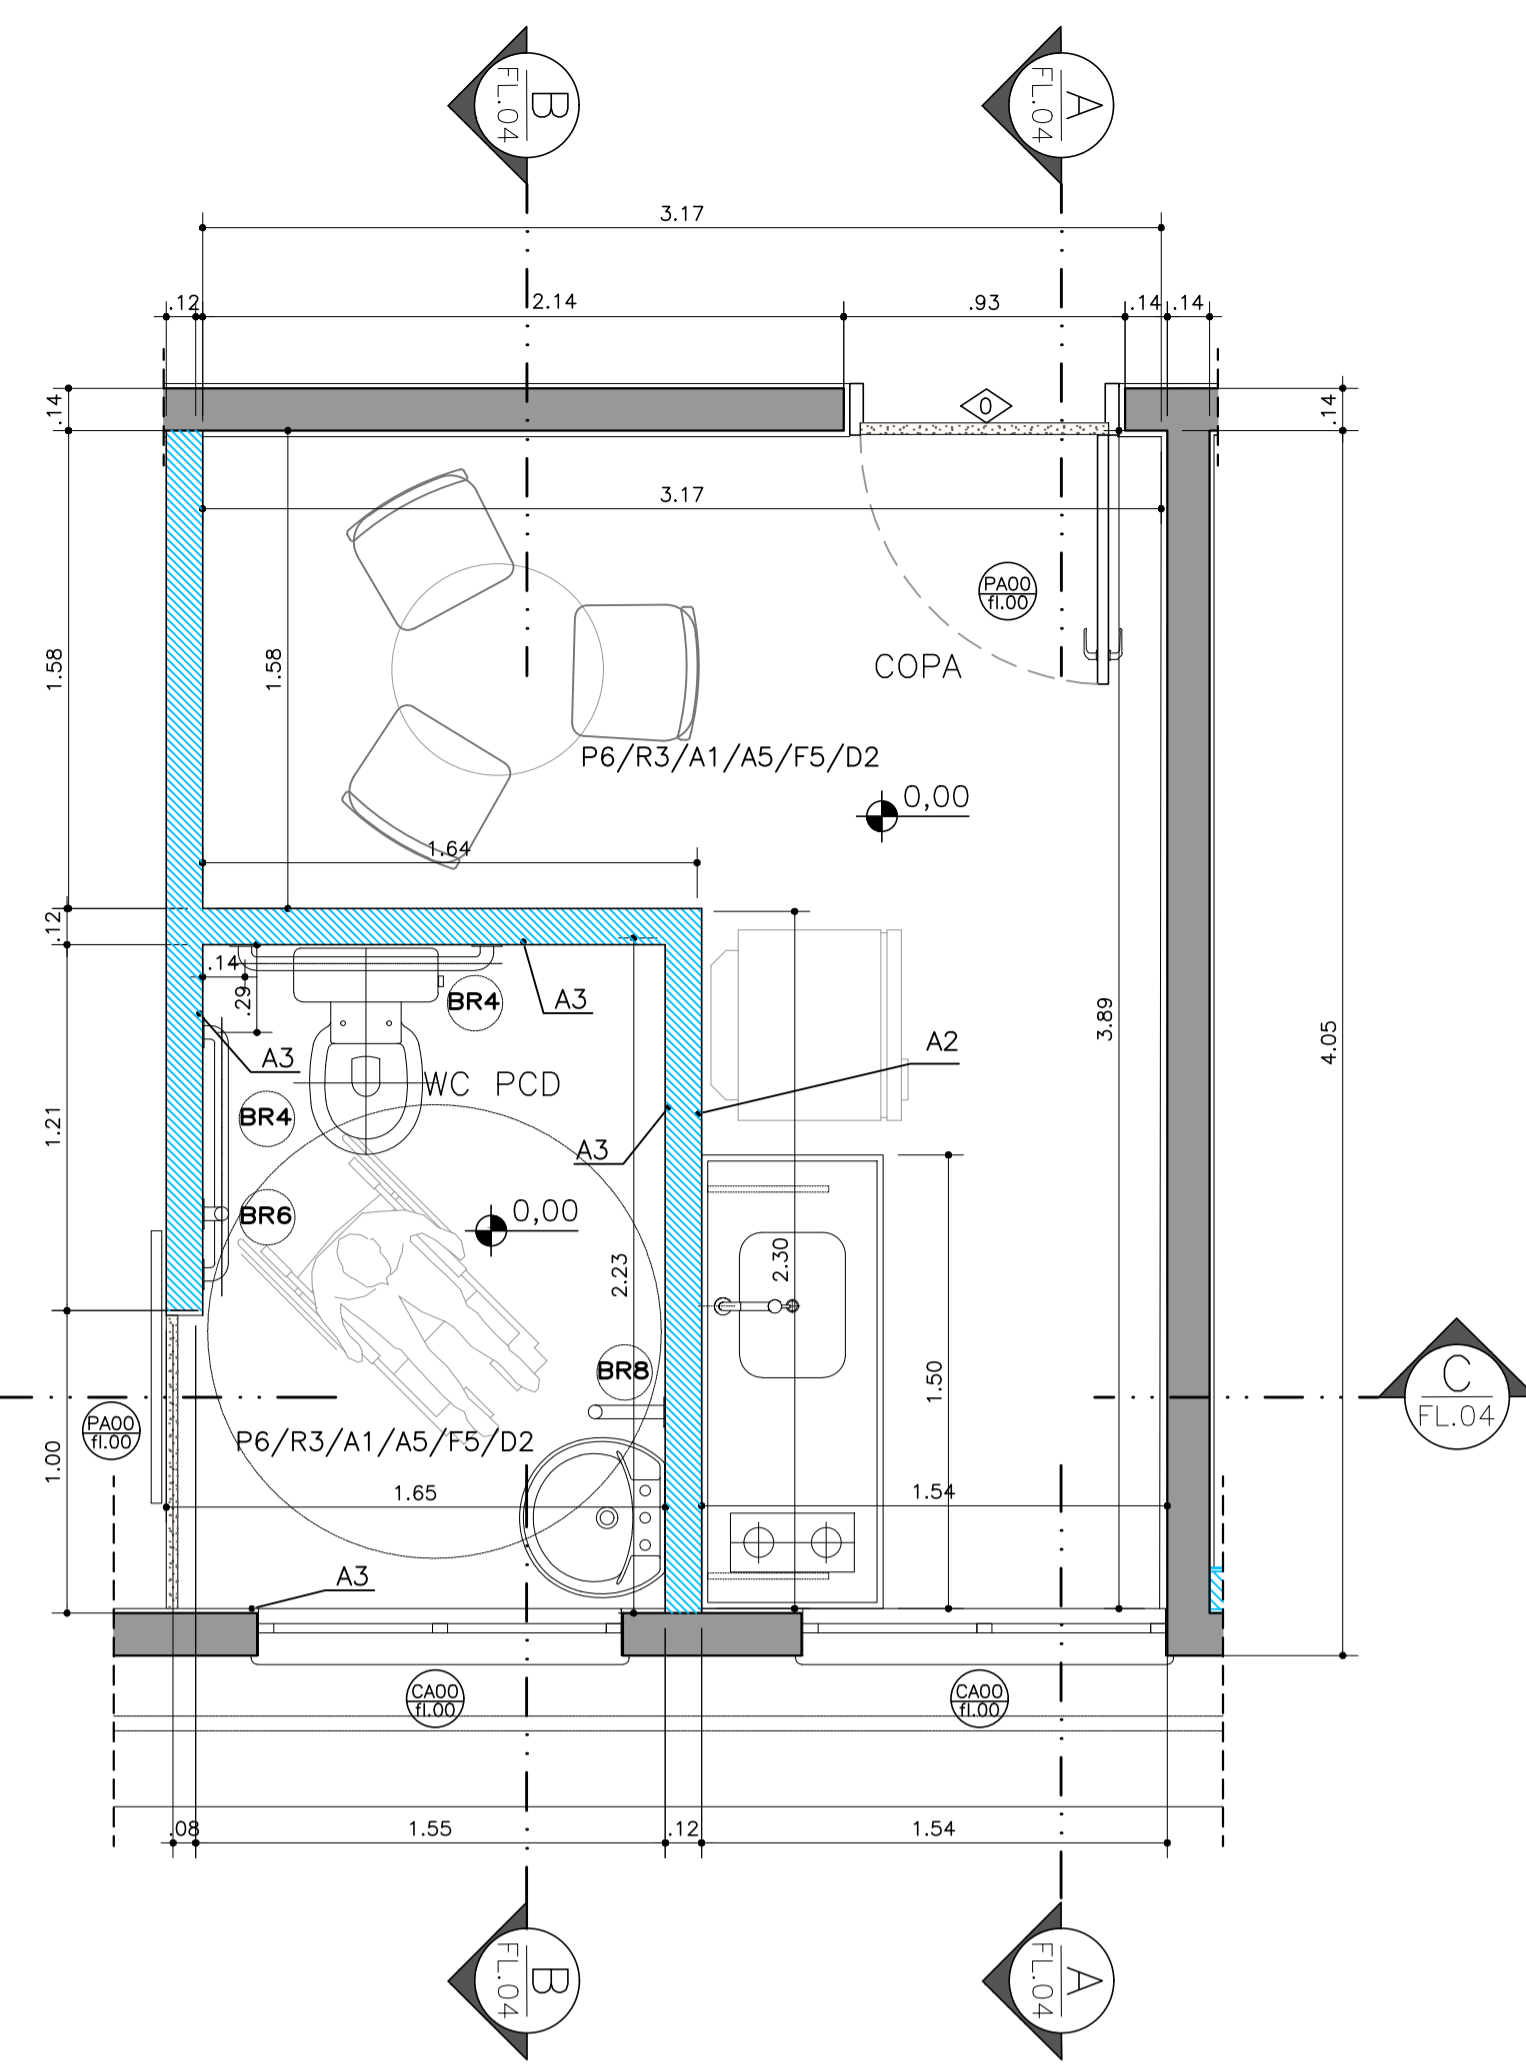 B
FL.04
A
FL.04
3.17
.12
2.14
.93
.14
.14
.14
0
.14
3.17
PA00
fl.00
1.58
1.58
COPA
P6/R3/A1/A5/F5/D2
0,00
1.64
.12
.14
.29
BR4
A3
A3
3.89
4.05
A2
WC PCD
1.21
BR4
A3
BR6
0,00
2.23
2.30
BR8
1.50
C
FL.04
PA00
fl.00
P6/R3/A1/A5/F5/D2
1.00
1.65
1.54
A3
CA00
fl.00
CA00
fl.00
.08
1.55
.12
1.54
B
FL.04
A
FL.04